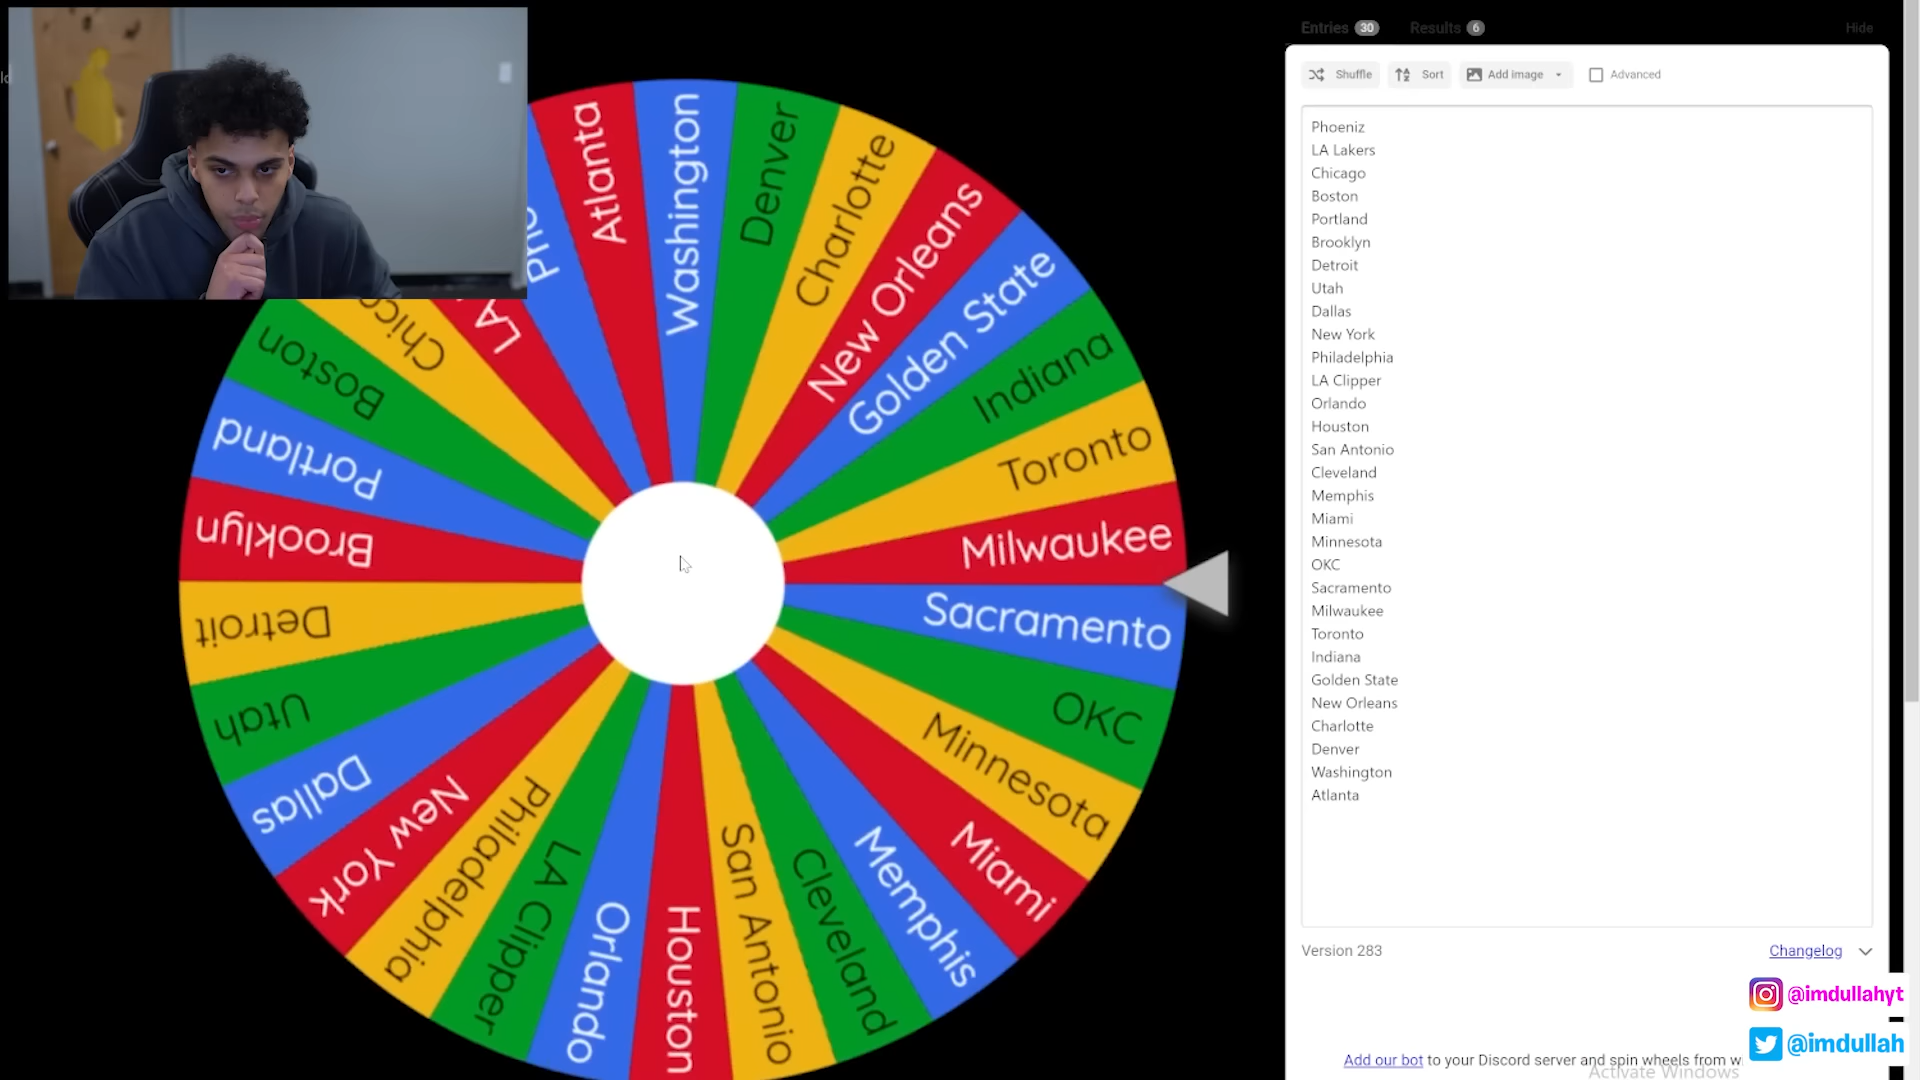 Entries 30 Results 6 Hide
Shuffle Sort Add image Advanced
Phoeniz
LA Lakers
Chicago
Boston
Portland
Brooklyn
Detroit
Utah
Dallas
New York
Philadelphia
LA Clipper
Orlando
Houston
San Antonio
Cleveland
Memphis
Miami
Minnesota
OKC
Sacramento
Milwaukee
Toronto
Indiana
Golden State
New Orleans
Charlotte
Denver
Washington
Atlanta
Version 283 Changelog
@imdullahyt
@imdullah
Add our bot to your Discord server and spin wheels from
Activate Windows
Atlanta
Washington
Denver
Charlotte
New Orleans
Golden State
Indiana
Toronto
Milwaukee
Sacramento
OKC
Minnesota
Miami
Memphis
Cleveland
San Antonio
Houston
Orlando
LA Clipper
Philadelphia
New York
Dallas
Utah
Detroit
Brooklyn
Portland
Boston
Chic
LA
Pho